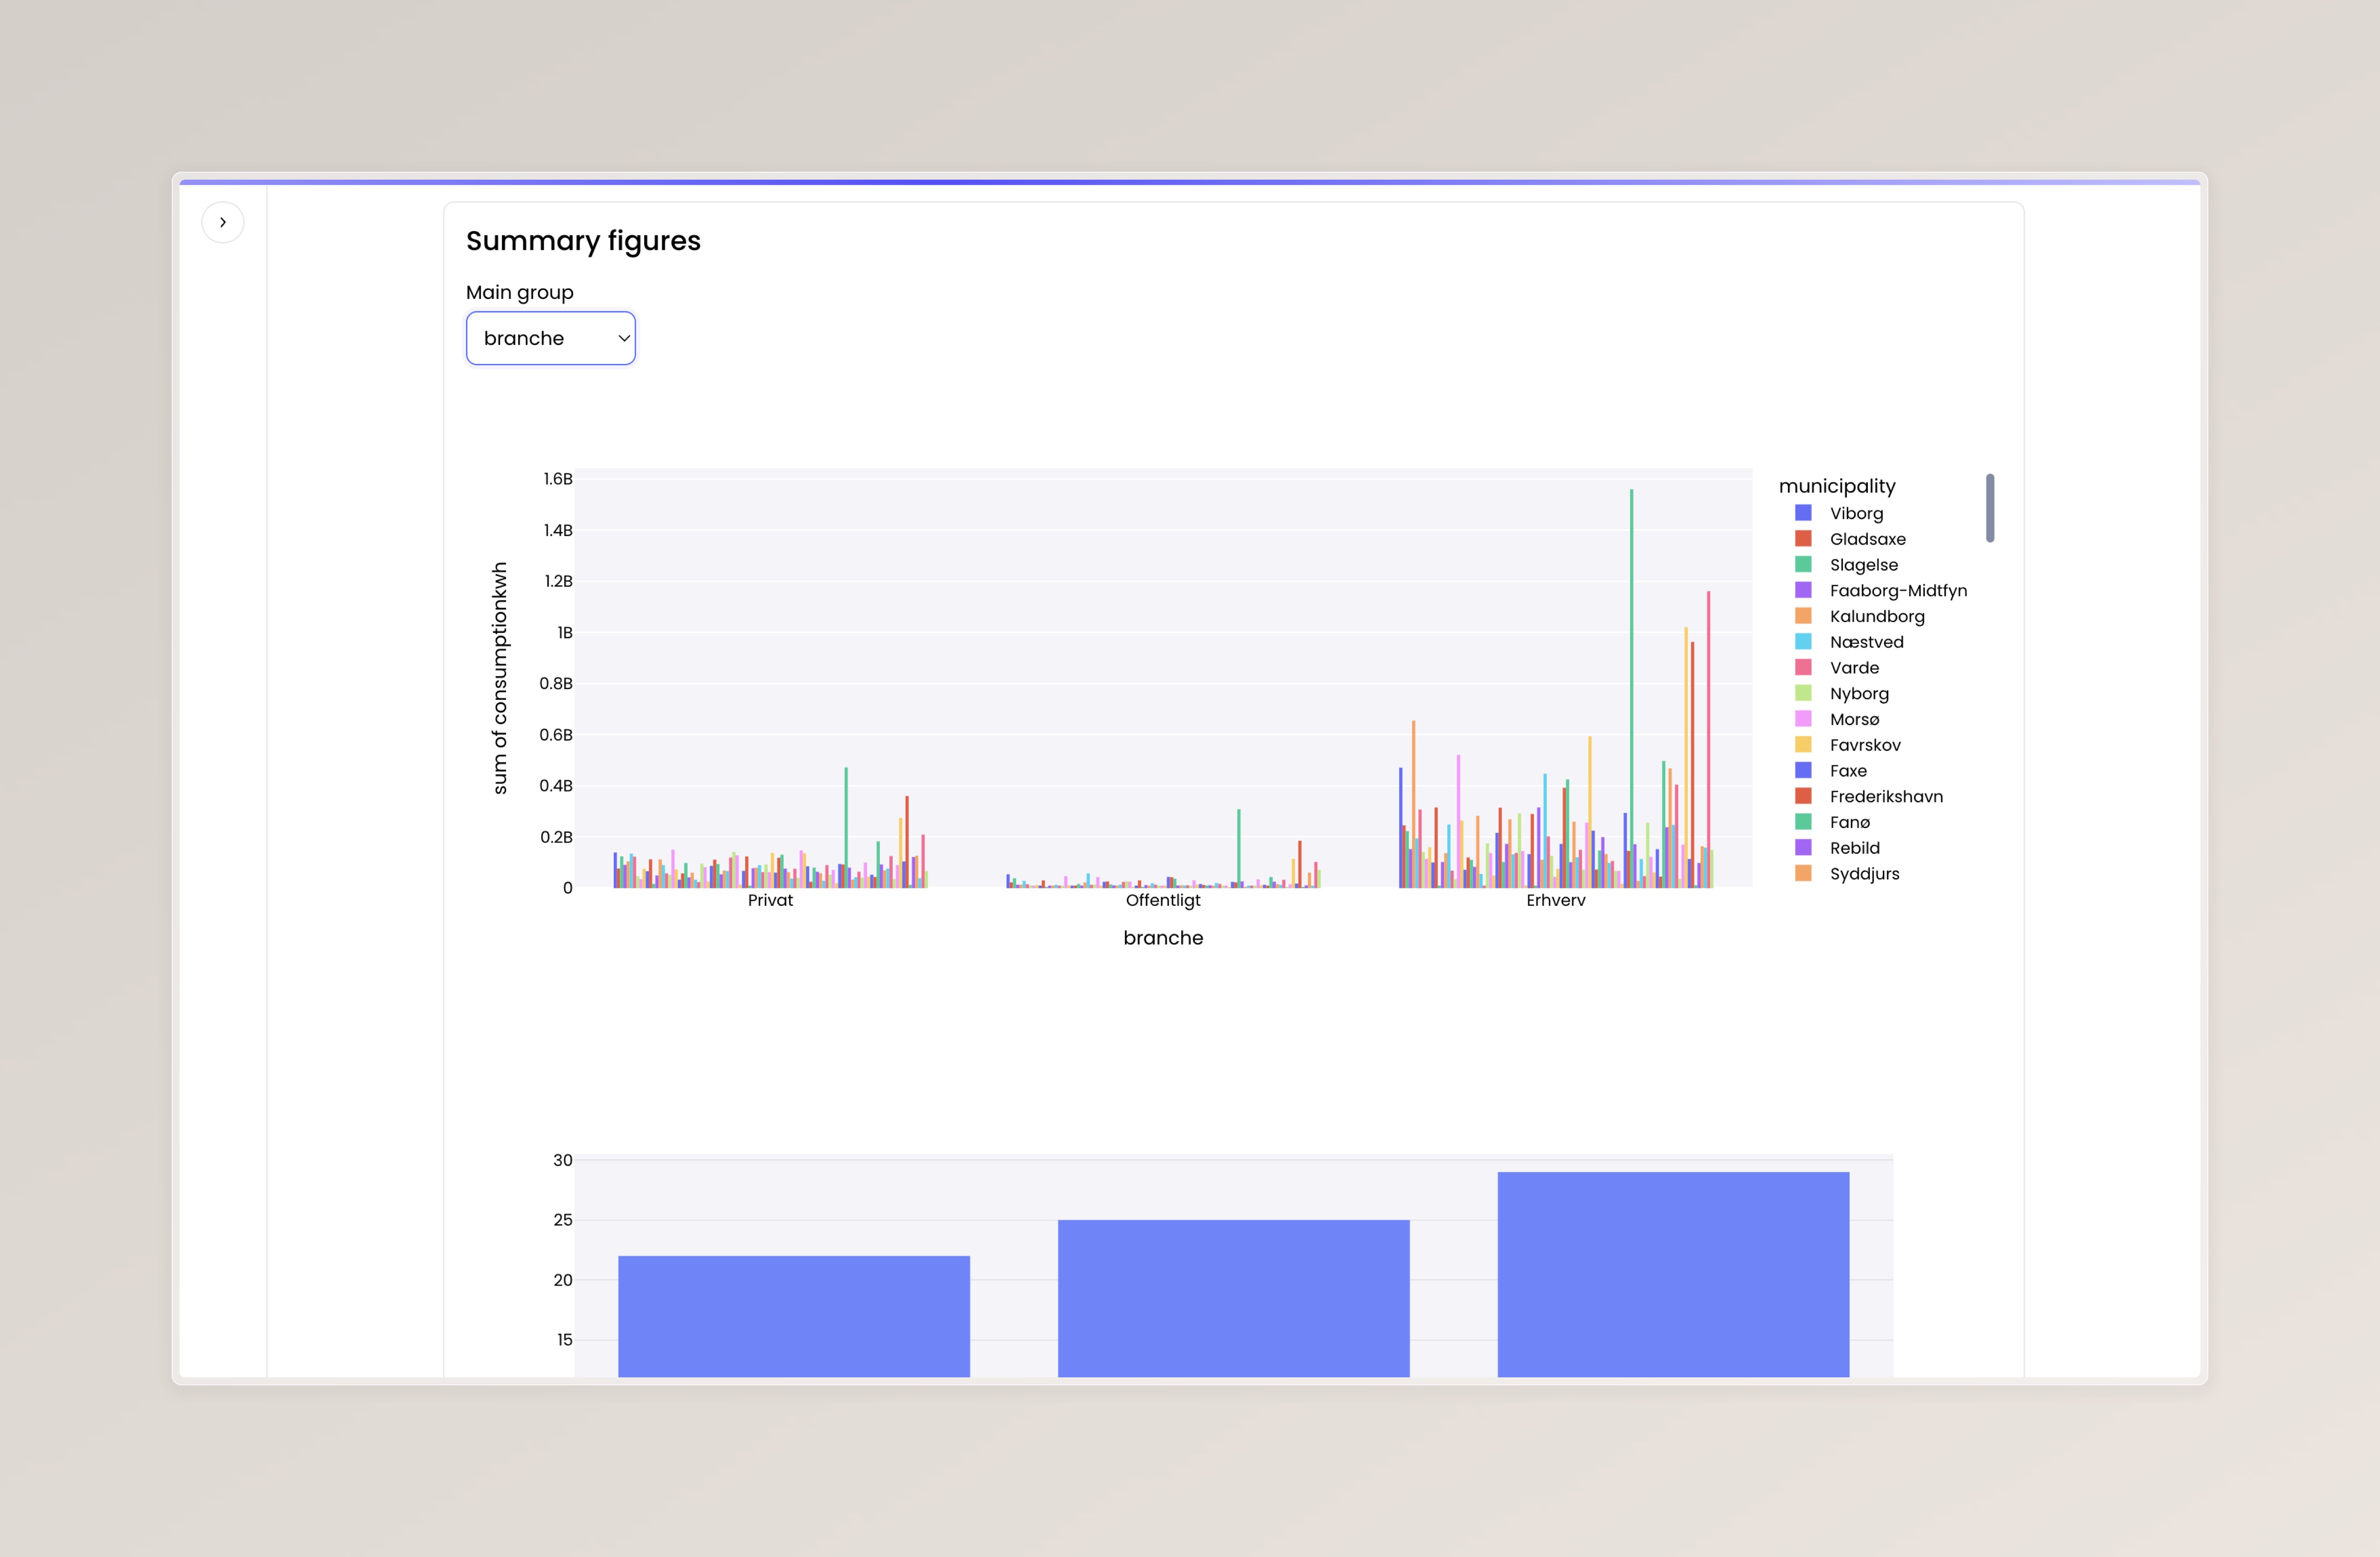 Summary figures
Main group
branche
1.6B
1.4B
1.2B
1B
0.8B
0.6B
0.4B
0.2B
0
sum of consumptionkwh
Privat
Offentligt
Erhverv
branche
municipality
Viborg
Gladsaxe
Slagelse
Faaborg-Midtfyn
Kalundborg
Næstved
Varde
Nyborg
Morsø
Favrskov
Faxe
Frederikshavn
Fanø
Rebild
Syddjurs
30
25
20
15